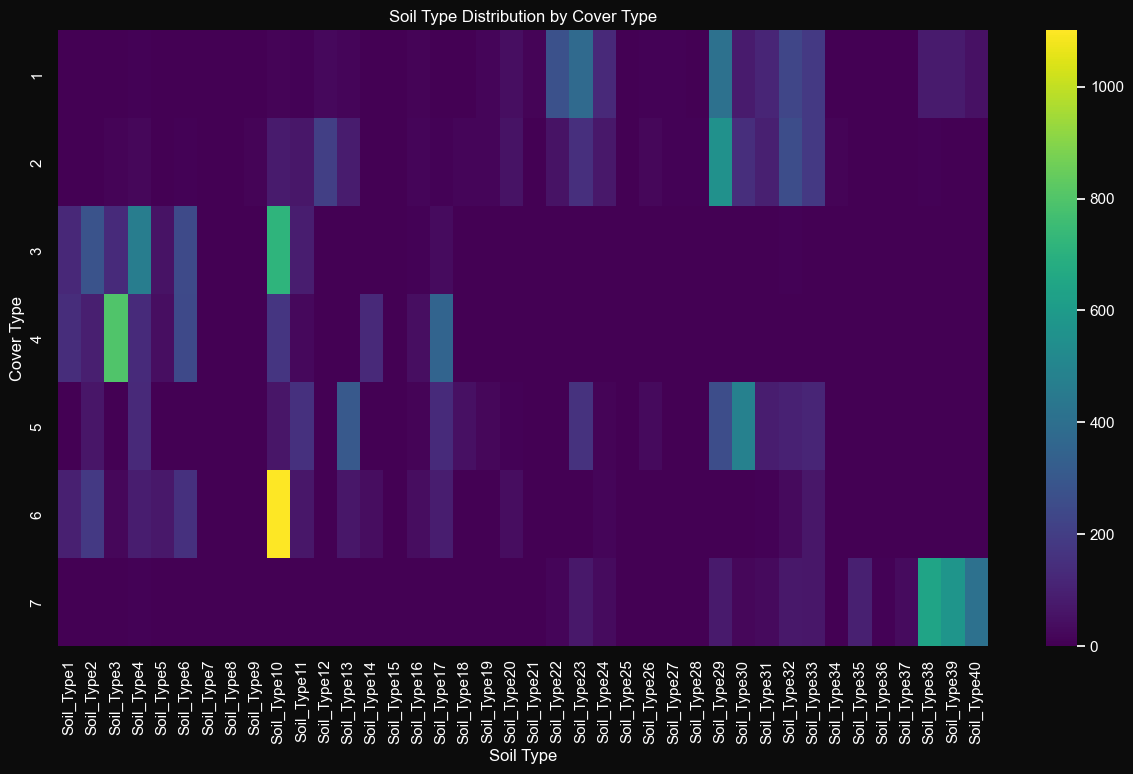 Soil Type Distribution by Cover Type
Cover Type
1
2
3
4
5
6
7
Soil_Type1
Soil_Type2
Soil_Type3
Soil_Type4
Soil_Type5
Soil_Type6
Soil_Type7
Soil_Type8
Soil_Type9
Soil_Type10
Soil_Type11
Soil_Type12
Soil_Type13
Soil_Type14
Soil_Type15
Soil_Type16
Soil_Type17
Soil_Type18
Soil_Type19
Soil_Type20
Soil_Type21
Soil_Type22
Soil_Type23
Soil_Type24
Soil_Type25
Soil_Type26
Soil_Type27
Soil_Type28
Soil_Type29
Soil_Type30
Soil_Type31
Soil_Type32
Soil_Type33
Soil_Type34
Soil_Type35
Soil_Type36
Soil_Type37
Soil_Type38
Soil_Type39
Soil_Type40
Soil Type
1000
800
600
400
200
0